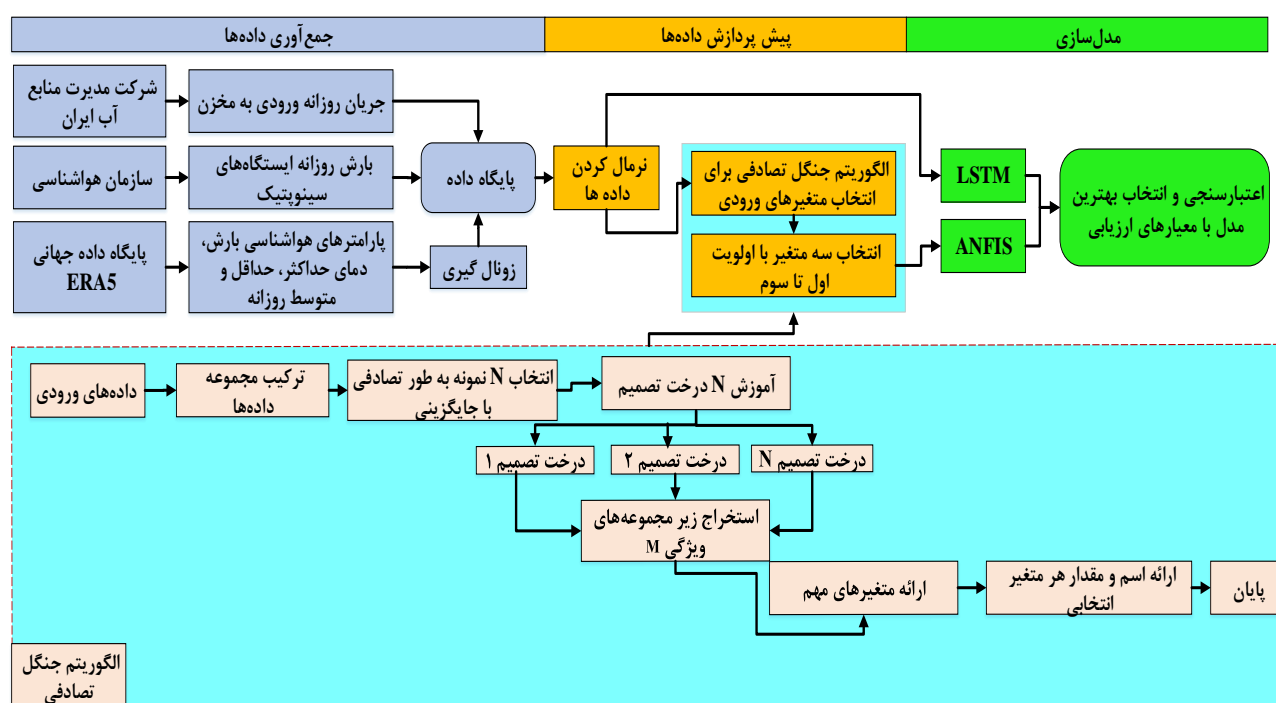 جمع‌آوری داده‌ها
پیش پردازش داده‌ها
مدل‌سازی
شرکت مدیرت منابع
آب ایران
جریان روزانه ورودی به مخزن
سازمان هواشناسی
بارش روزانه ایستگاه‌های
سینوپتیک
پایگاه داده جهانی
ERA5
پارامترهای هواشناسی بارش،
دمای حداکثر، حداقل و
متوسط روزانه
پایگاه داده
زونال گیری
نرمال کردن
داده ها
الگوریتم جنگل تصادفی برای
انتخاب متغیرهای ورودی
انتخاب سه متغیر با اولویت
اول تا سوم
LSTM
ANFIS
اعتبارسنجی و انتخاب بهترین
مدل با معیارهای ارزیابی
داده‌های ورودی
ترکیب مجموعه
داده‌ها
انتخاب N نمونه به طور تصادفی
با جایگزینی
آموزش N درخت تصمیم
درخت تصمیم ۱
درخت تصمیم ۲
درخت تصمیم N
استخراج زیر مجموعه‌های
ویژگی M
ارائه متغیرهای مهم
ارائه اسم و مقدار هر متغیر
انتخابی
پایان
الگوریتم جنگل
تصادفی